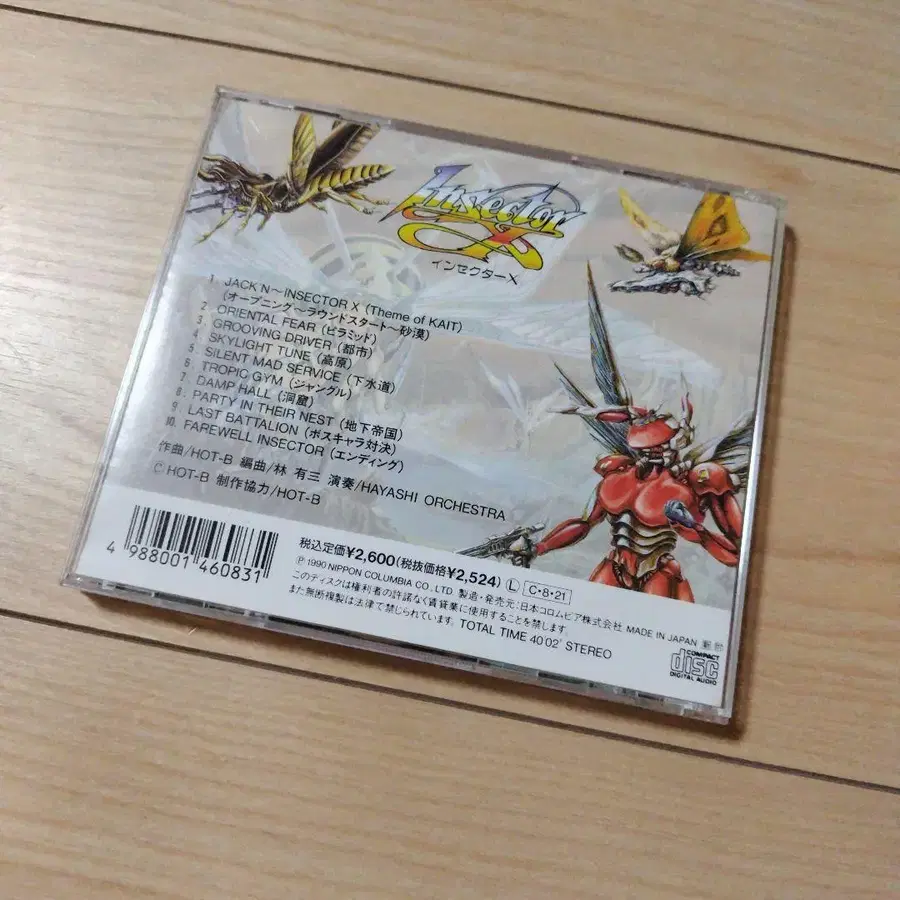 Insector X
インセクターX
1. JACK N～INSECTOR X (Theme of KAIT)
(オープニング～ラウンドスタート～砂漠)
2. ORIENTAL FEAR (ピラミッド)
3. GROOVING DRIVER (都市)
4. SKYLIGHT TUNE (高原)
5. SILENT MAD SERVICE (下水道)
6. TROPIC GYM (ジャングル)
7. DAMP HALL (洞窟)
8. PARTY IN THEIR NEST (地下帝国)
9. LAST BATTALION (ボスキャラ対決)
10. FAREWELL INSECTOR (エンディング)
作曲/HOT-B 編曲/林 有三 演奏/HAYASHI ORCHESTRA
©HOT-B 制作協力/HOT-B
4 988001 460831
税込定価¥2,600(税抜価格¥2,524) Ⓛ C・8・21
℗ 1990 NIPPON COLUMBIA CO., LTD 製造・発売元:日本コロムビア株式会社 MADE IN JAPAN
このディスクは権利者の許諾なく賃貸業に使用することを禁じます。
また無断複製は法律で禁じられています。 TOTAL TIME 40'02" STEREO
COMPACT
disc
DIGITAL AUDIO